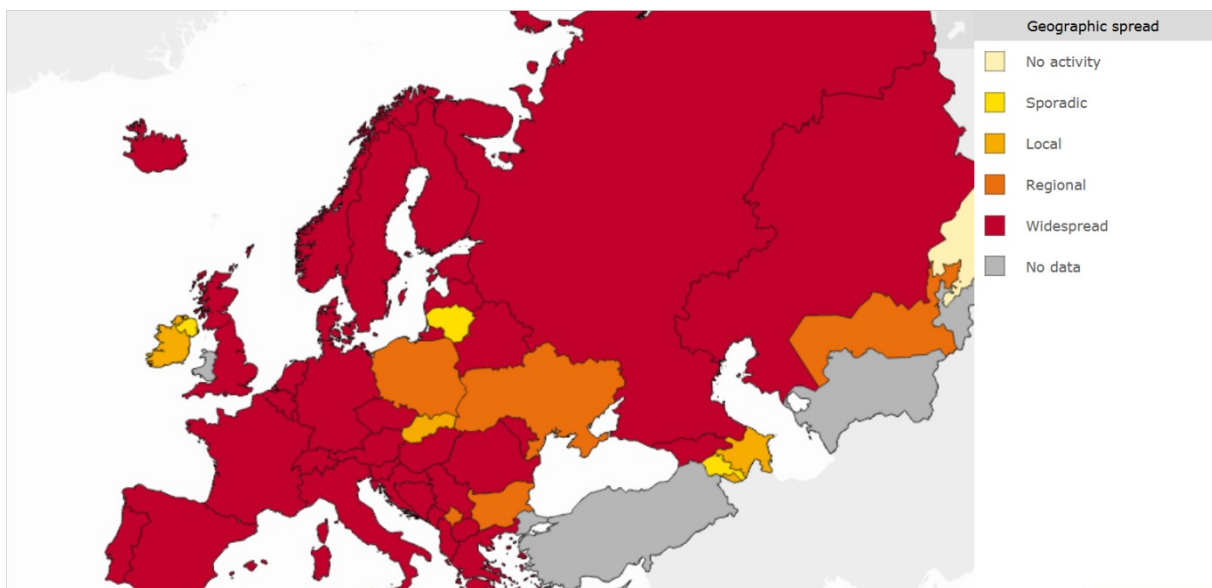 Geographic spread
No activity
Sporadic
Local
Regional
Widespread
No data